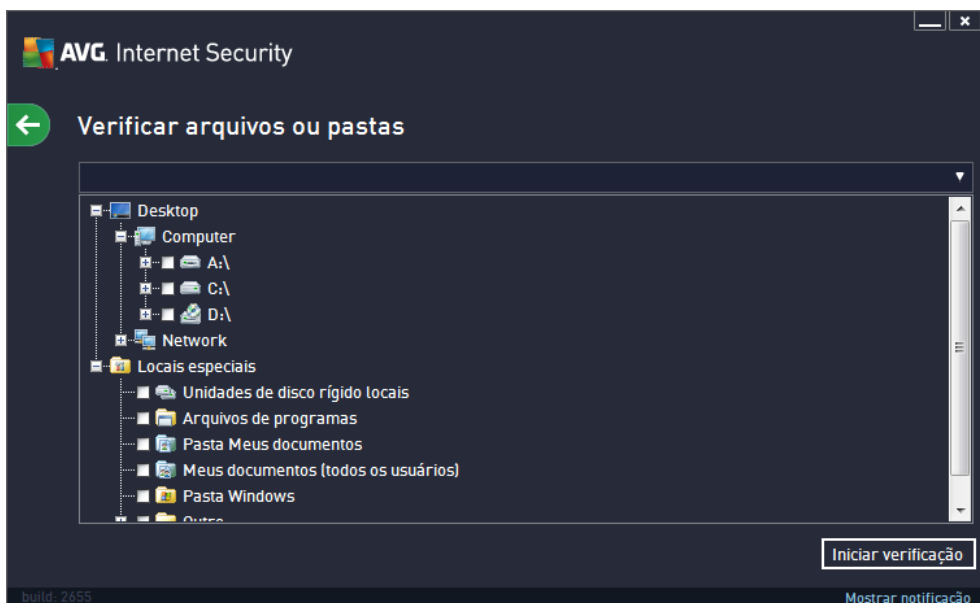 AVG. Internet Security
Verificar arquivos ou pastas
Desktop
Computer
A:\
C:\
D:\
Network
Locais especiais
Unidades de disco rígido locais
Arquivos de programas
Pasta Meus documentos
Meus documentos (todos os usuários)
Pasta Windows
Outro
Iniciar verificação
build: 2655
Mostrar notificação